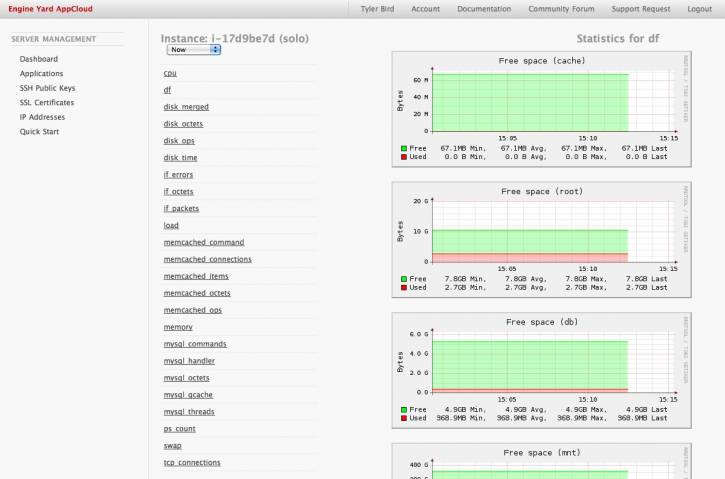 Engine Yard AppCloud
Tyler Bird Account Documentation Community Forum Support Request Logout
SERVER MANAGEMENT
Dashboard
Applications
SSH Public Keys
SSL Certificates
IP Addresses
Quick Start
Instance: i-17d9be7d (solo)
Now
cpu
df
disk_merged
disk_octets
disk_ops
disk_time
if_errors
if_octets
if_packets
load
memcached_command
memcached_connections
memcached_items
memcached_octets
memcached_ops
memory
mysql_commands
mysql_handler
mysql_octets
mysql_qcache
mysql_threads
ps_count
swap
tcp_connections
Statistics for df
Free space (cache)
RRDTOOL / TOBI OETIKER
Bytes
60 M
40 M
20 M
0
15:05 15:10 15:15
Free 67.1MB Min, 67.1MB Avg, 67.1MB Max, 67.1MB Last
Used 0.0 B Min, 0.0 B Avg, 0.0 B Max, 0.0 B Last
Free space (root)
RRDTOOL / TOBI OETIKER
Bytes
20 G
10 G
0
15:05 15:10 15:15
Free 7.8GB Min, 7.8GB Avg, 7.8GB Max, 7.8GB Last
Used 2.7GB Min, 2.7GB Avg, 2.7GB Max, 2.7GB Last
Free space (db)
RRDTOOL / TOBI OETIKER
Bytes
6.0 G
4.0 G
2.0 G
0.0
15:05 15:10 15:15
Free 4.9GB Min, 4.9GB Avg, 4.9GB Max, 4.9GB Last
Used 368.9MB Min, 368.9MB Avg, 368.9MB Max, 368.9MB Last
Free space (mnt)
400 G